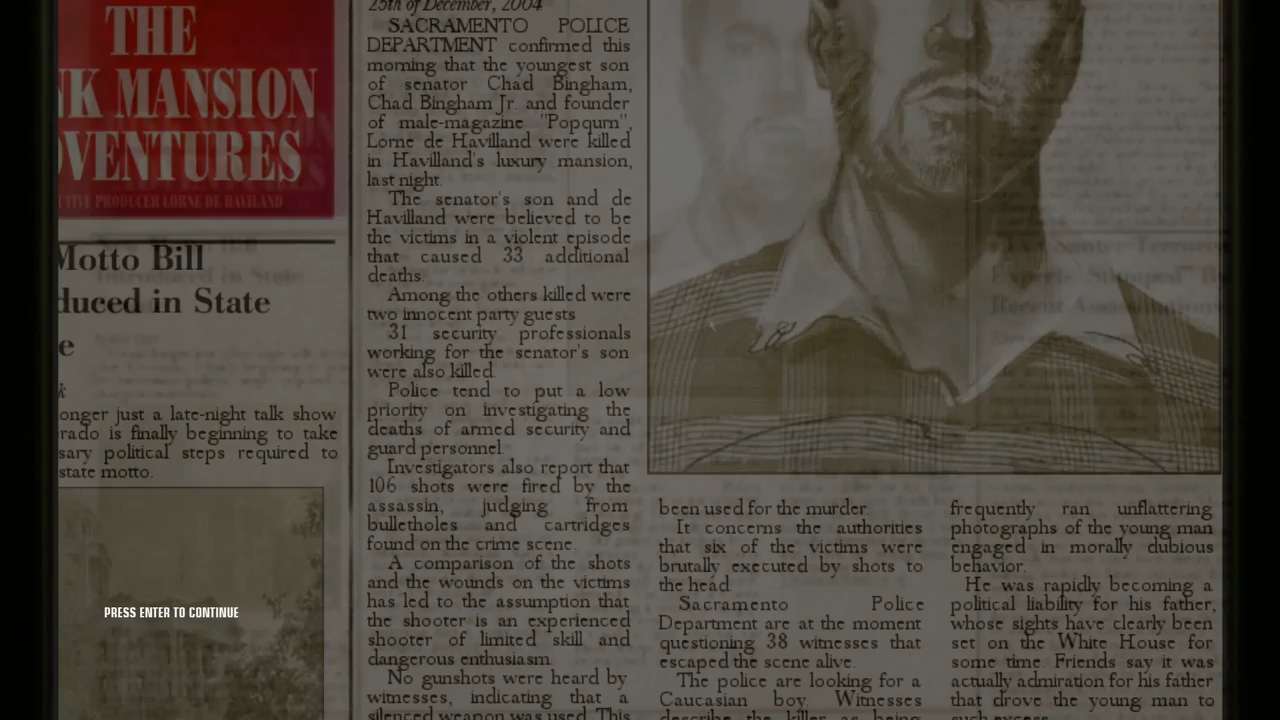 THE
NK MANSION
VENTURES
TIVE PRODUCER LORNE DE HAVILAND
Motto Bill
duced in State
e
k
onger just a late-night talk show
rado is finally beginning to take
sary political steps required to
state motto.
PRESS ENTER TO CONTINUE
25th of December, 2004
SACRAMENTO POLICE
DEPARTMENT confirmed this
morning that the youngest son
of senator Chad Bingham,
Chad Bingham Jr. and founder
of male-magazine "Popqurn",
Lorne de Havilland were killed
in Havilland's luxury mansion,
last night.
The senator's son and de
Havilland were believed to be
the victims in a violent episode
that caused 33 additional
deaths.
Among the others killed were
two innocent party guests
31 security professionals
working for the senator's son
were also killed.
Police tend to put a low
priority on investigating the
deaths of armed security and
guard personnel.
Investigators also report that
106 shots were fired by the
assassin, judging from
bulletholes and cartridges
found on the crime scene.
A comparison of the shots
and the wounds on the victims
has led to the assumption that
the shooter is an experienced
shooter of limited skill and
dangerous enthusiasm.
No gunshots were heard by
witnesses, indicating that a
silenced weapon was used. This
been used for the murder.
It concerns the authorities
that six of the victims were
brutally executed by shots to
the head.
Sacramento Police
Department are at the moment
questioning 38 witnesses that
escaped the scene alive.
The police are looking for a
Caucasian boy. Witnesses
describe the killer as being
frequently ran unflattering
photographs of the young man
engaged in morally dubious
behavior.
He was rapidly becoming a
political liability for his father,
whose sights have clearly been
set on the White House for
some time. Friends say it was
actually admiration for his father
that drove the young man to
such excess.
Introduced in State
Experts "Stumped" By
Recent Assassinations